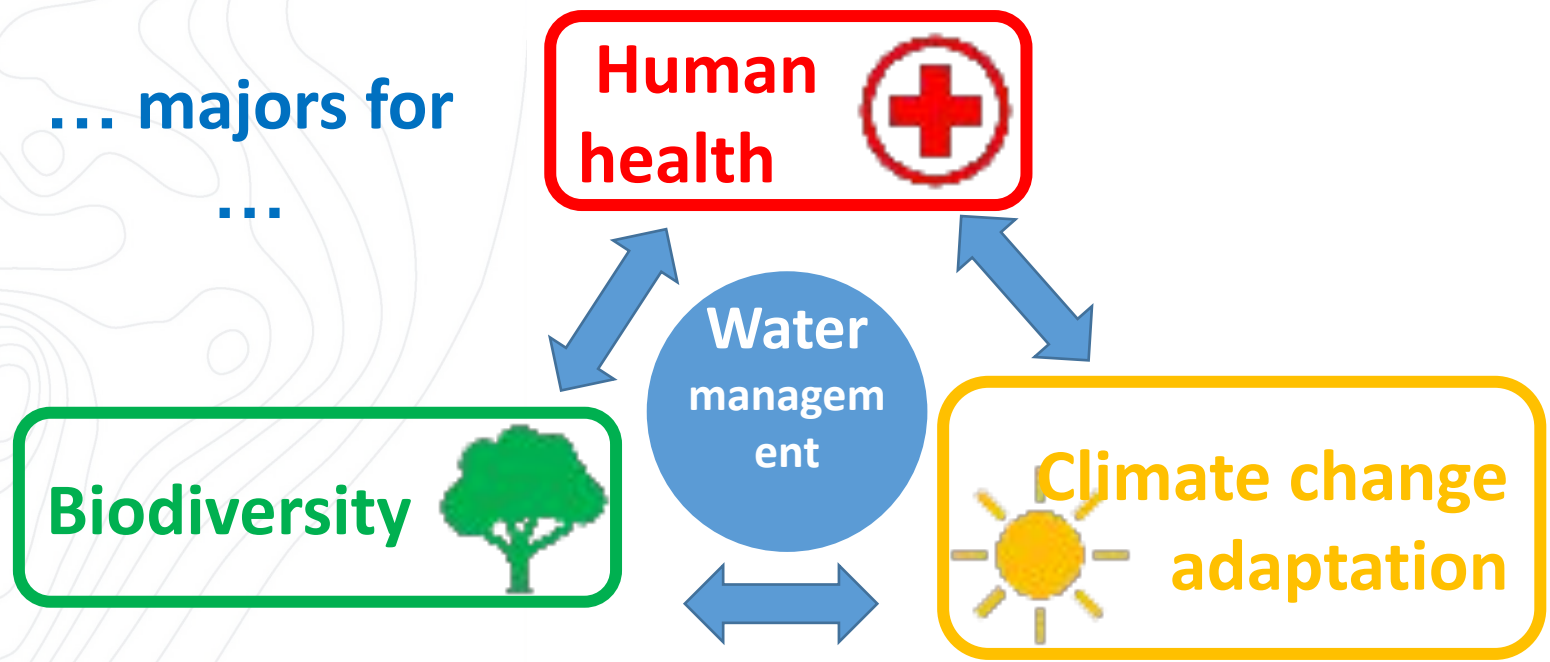 … majors for
…
Human
health
Water
managem
ent
Biodiversity
Climate change
adaptation